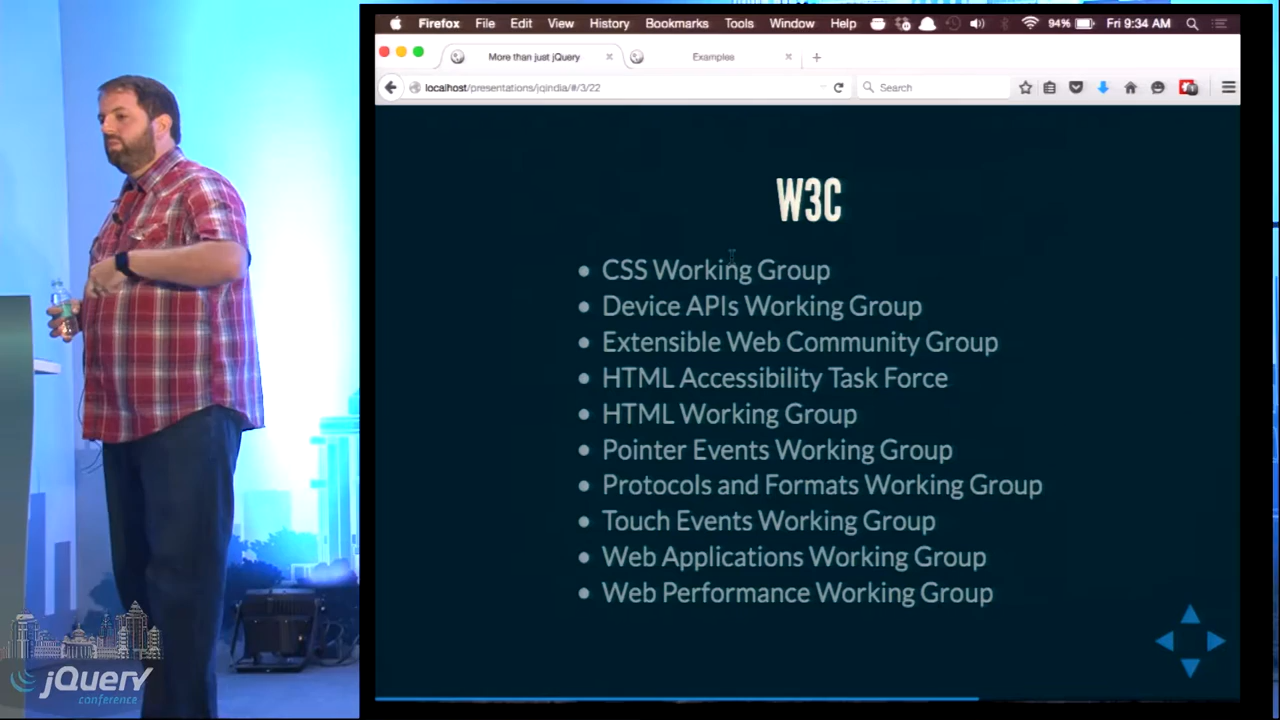 Firefox File Edit View History Bookmarks Tools Window Help 94% Fri 9:34 AM
More than just jQuery Examples
localhost/presentations/jqindia/#/3/22 Search
W3C
CSS Working Group
Device APIs Working Group
Extensible Web Community Group
HTML Accessibility Task Force
HTML Working Group
Pointer Events Working Group
Protocols and Formats Working Group
Touch Events Working Group
Web Applications Working Group
Web Performance Working Group
jQuery
conference